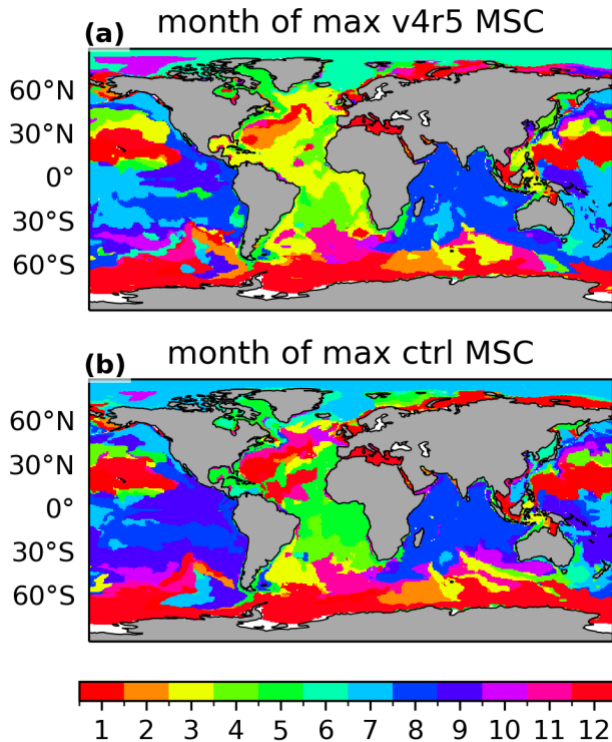 (a) month of max v4r5 MSC
60°N
30°N
0°
30°S
60°S
(b) month of max ctrl MSC
60°N
30°N
0°
30°S
60°S
1 2 3 4 5 6 7 8 9 10 11 12